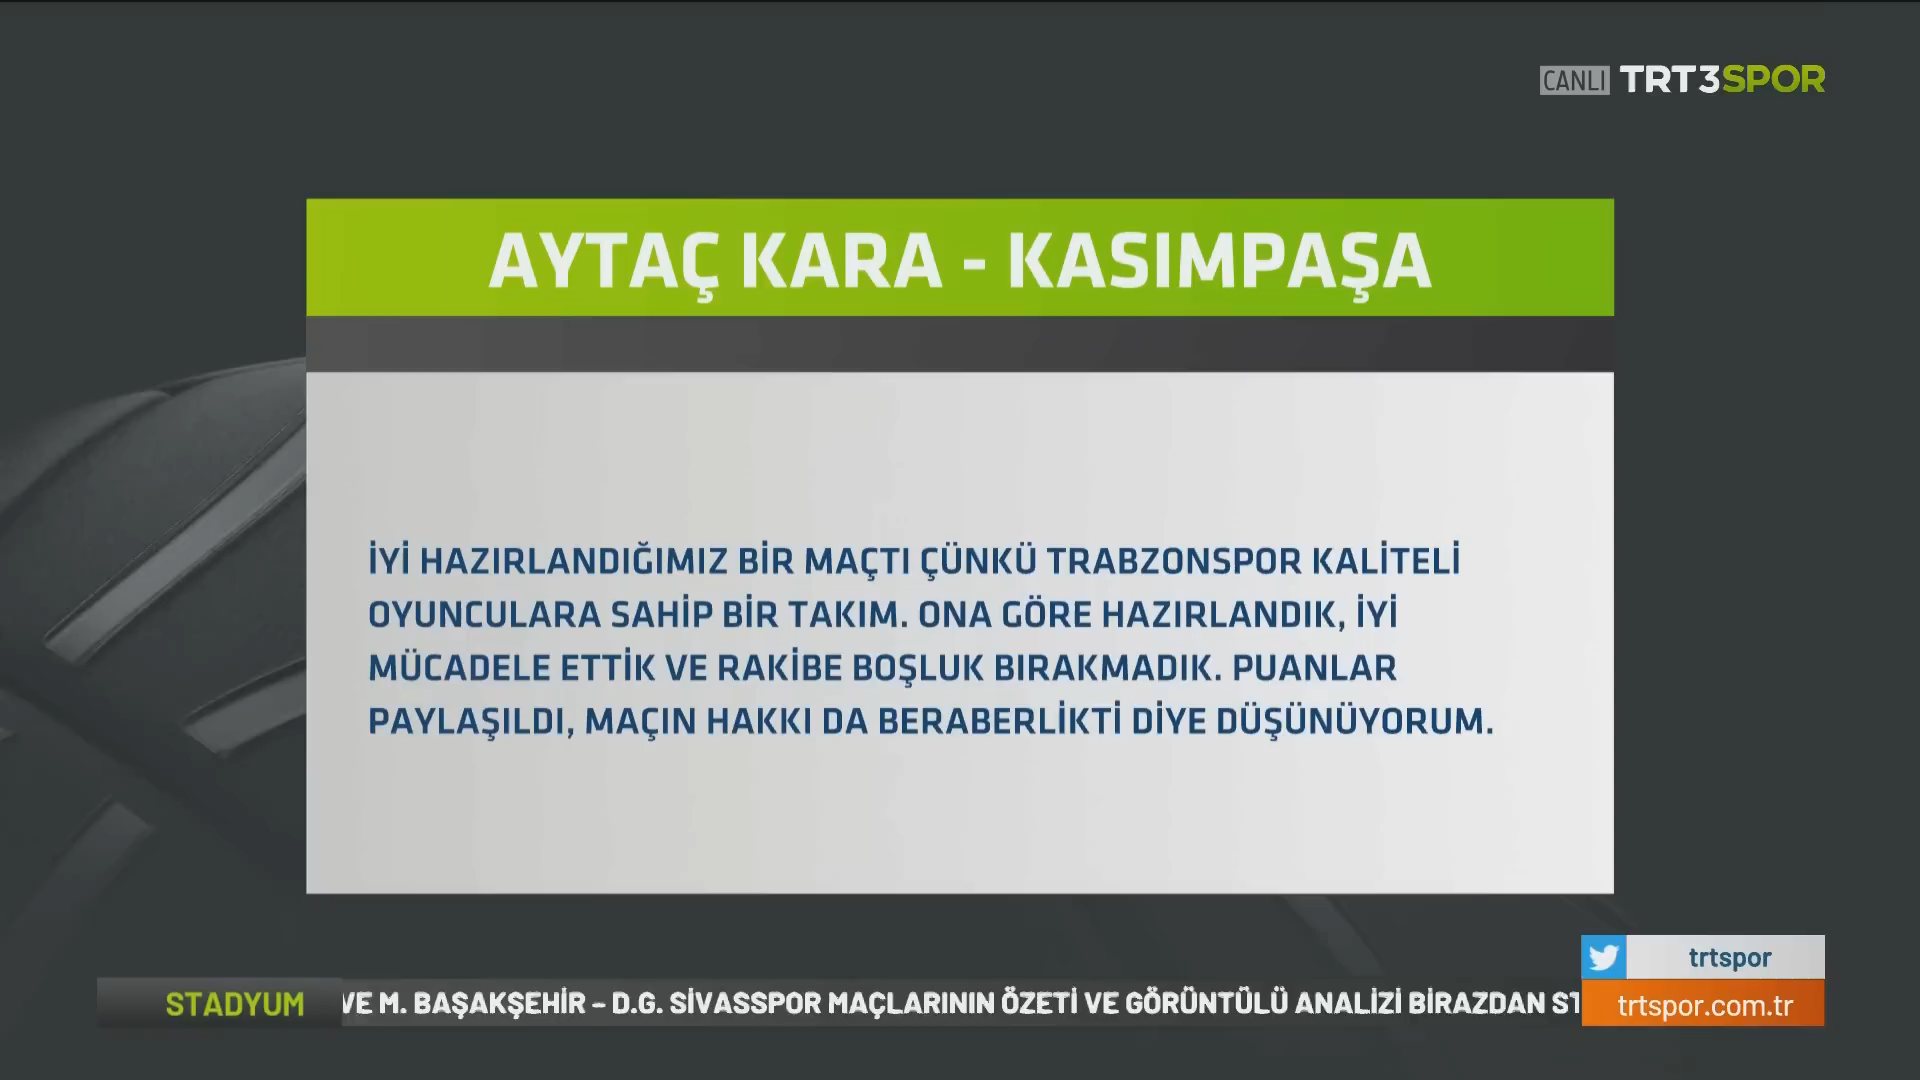 CANLI TRT3SPOR
AYTAÇ KARA - KASIMPAŞA
İYİ HAZIRLANDIĞIMIZ BİR MAÇTI ÇÜNKÜ TRABZONSPOR KALİTELİ
OYUNCULARA SAHİP BİR TAKIM. ONA GÖRE HAZIRLANDIK, İYİ
MÜCADELE ETTİK VE RAKİBE BOŞLUK BIRAKMADIK. PUANLAR
PAYLAŞILDI, MAÇIN HAKKI DA BERABERLİKTİ DİYE DÜŞÜNÜYORUM.
trtspor
STADYUM VE M. BAŞAKŞEHİR – D.G. SİVASSPOR MAÇLARININ ÖZETİ VE GÖRÜNTÜLÜ ANALİZİ BİRAZDAN ST
trtspor.com.tr